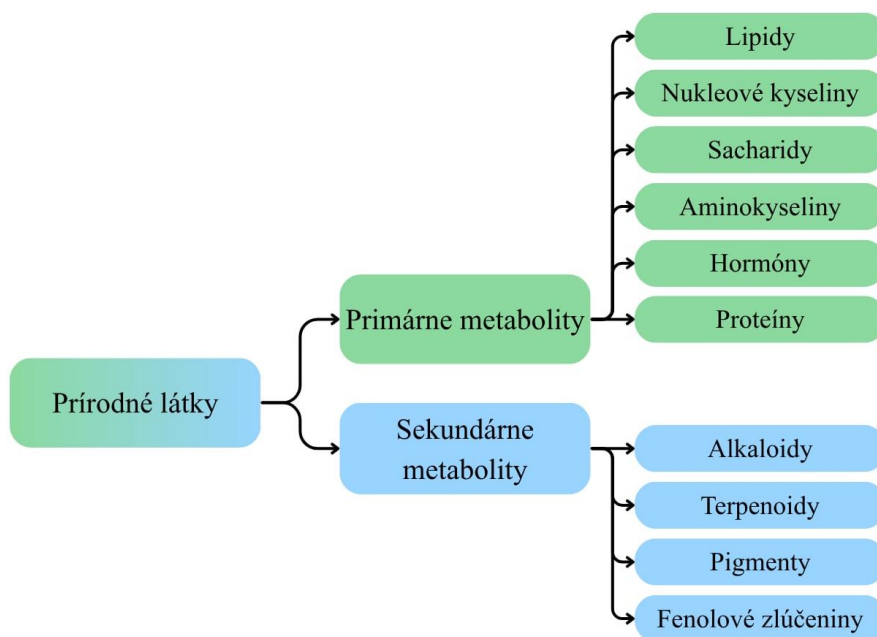 Prírodné látky
Primárne metabolity
Lipidy
Nukleové kyseliny
Sacharidy
Aminokyseliny
Hormóny
Proteíny
Sekundárne
metabolity
Alkaloidy
Terpenoidy
Pigmenty
Fenolové zlúčeniny